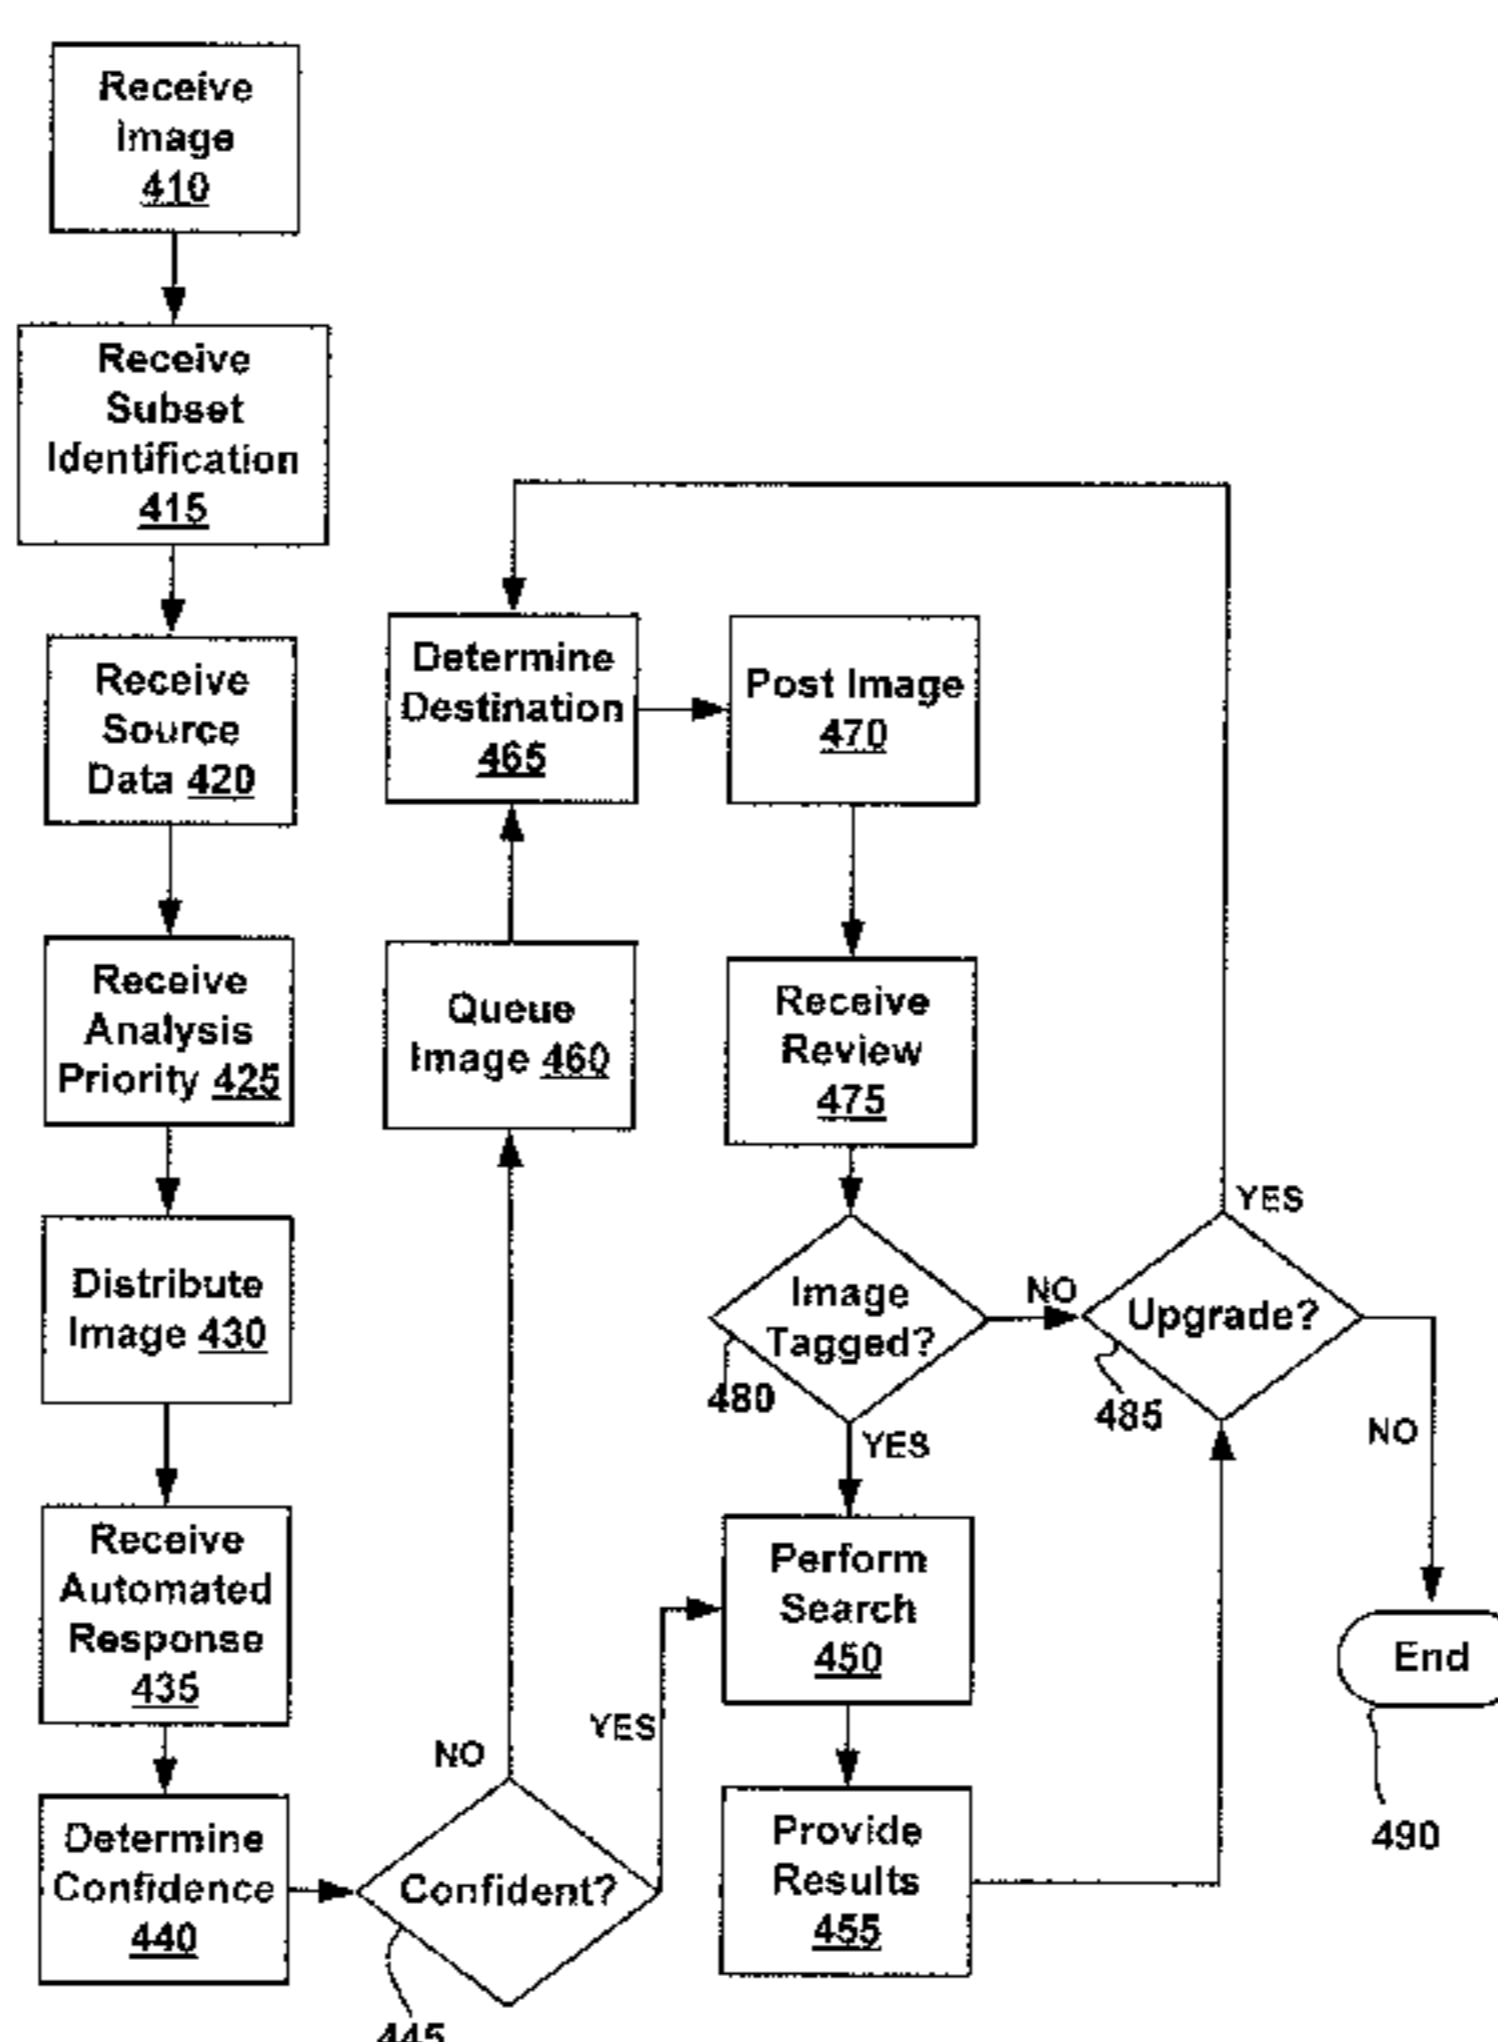 Receive
Image
410
Receive
Subset
Identification
415
Receive
Source
Data 420
Receive
Analysis
Priority 425
Distribute
Image 430
Receive
Automated
Response
435
Determine
Confidence
440
Confident?
445
NO
YES
Queue
Image 460
Determine
Destination
465
Post Image
470
Receive
Review
475
Image
Tagged?
480
NO
YES
Perform
Search
450
Provide
Results
455
Upgrade?
485
YES
NO
End
490